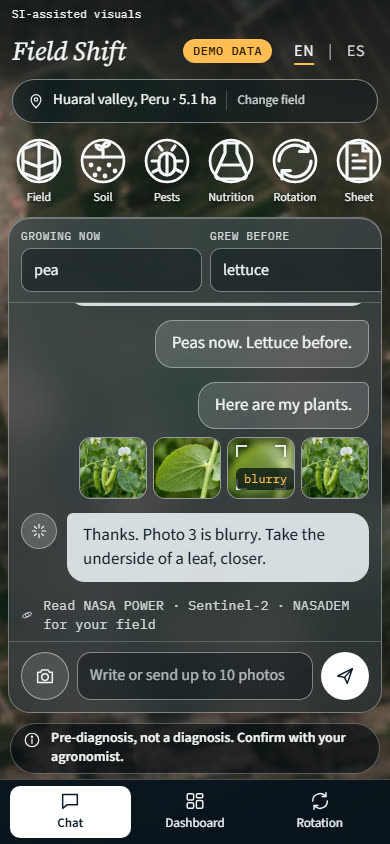 SI-assisted visuals
Field Shift
DEMO DATA
EN | ES
Huaral valley, Peru · 5.1 ha
Change field
Field
Soil
Pests
Nutrition
Rotation
Sheet
GROWING NOW
GREW BEFORE
pea
lettuce
Peas now. Lettuce before.
Here are my plants.
blurry
Thanks. Photo 3 is blurry. Take the
underside of a leaf, closer.
Read NASA POWER · Sentinel-2 · NASADEM
for your field
Write or send up to 10 photos
Pre-diagnosis, not a diagnosis. Confirm with your
agronomist.
Chat
Dashboard
Rotation